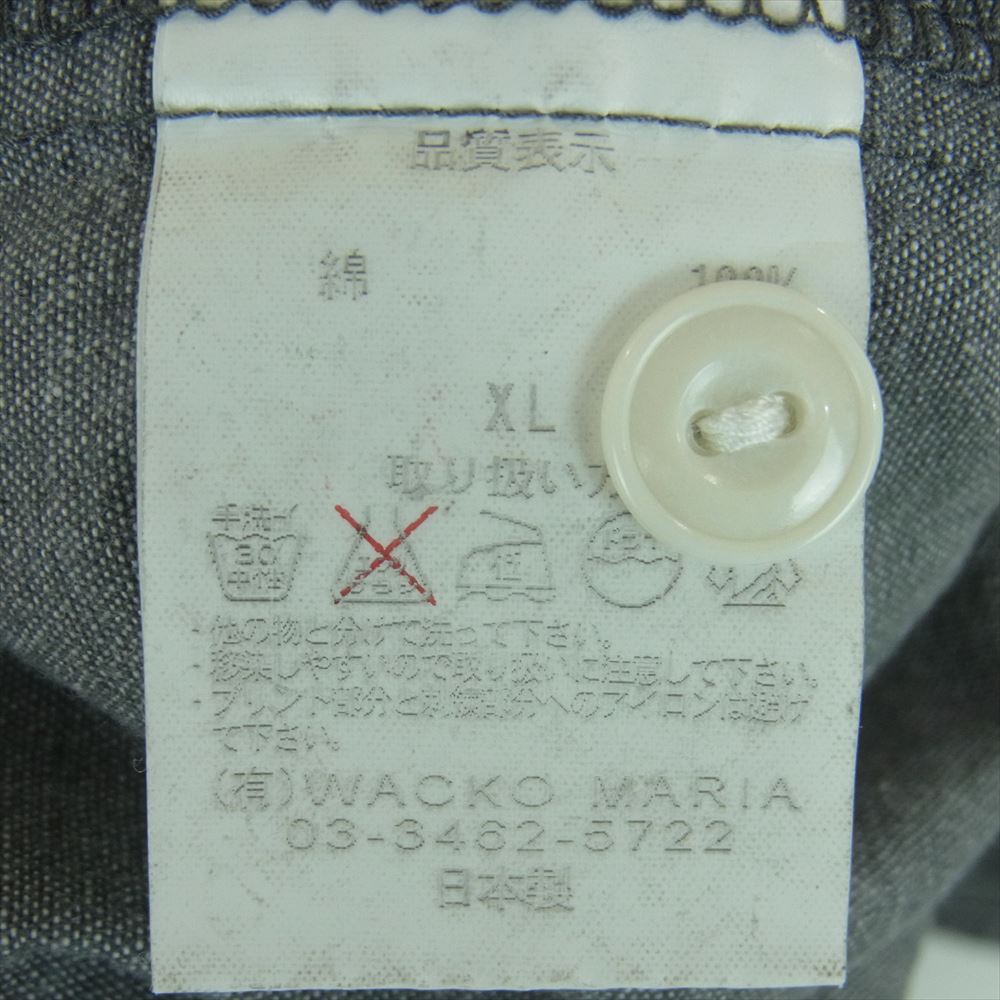 品質表示
綿 100%
XL
取り扱い方
手洗イ
30
中性
低
・他の物と分けて洗って下さい。
・移染しやすいので取り扱いに注意して下さい。
・プリント部分と刺繍部分へのアイロンは避け
て下さい。
(有)WACKO MARIA
03-3462-5722
日本製